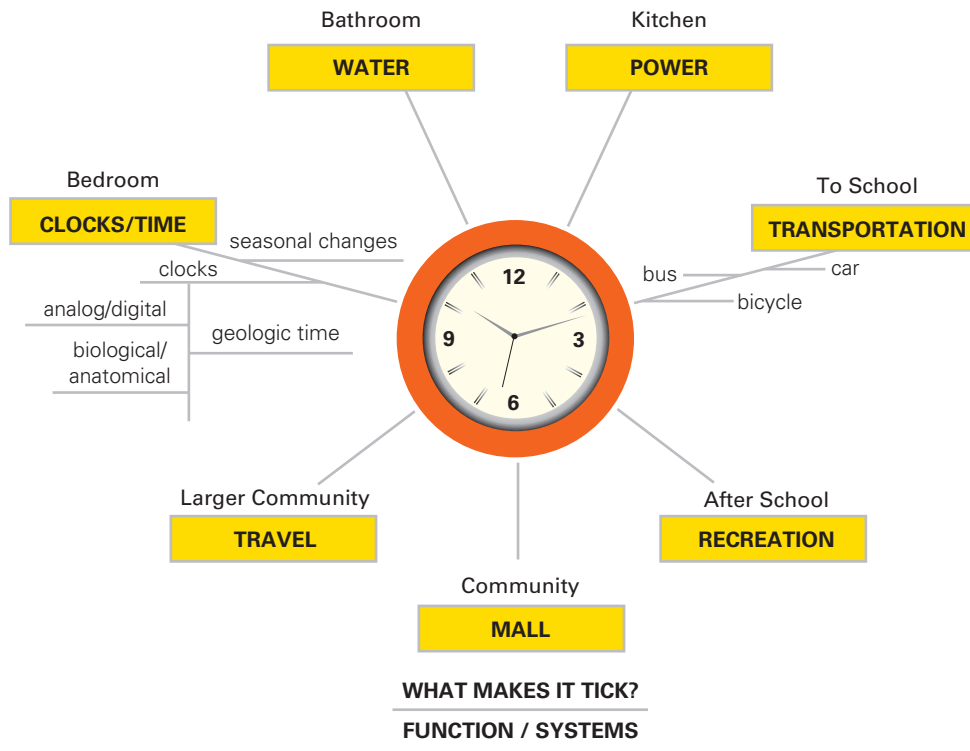 Bathroom
WATER
Kitchen
POWER
Bedroom
CLOCKS/TIME
seasonal changes
clocks
analog/digital
geologic time
biological/
anatomical
To School
TRANSPORTATION
bus
car
bicycle
12
3
6
9
Larger Community
TRAVEL
After School
RECREATION
Community
MALL
WHAT MAKES IT TICK?
FUNCTION / SYSTEMS